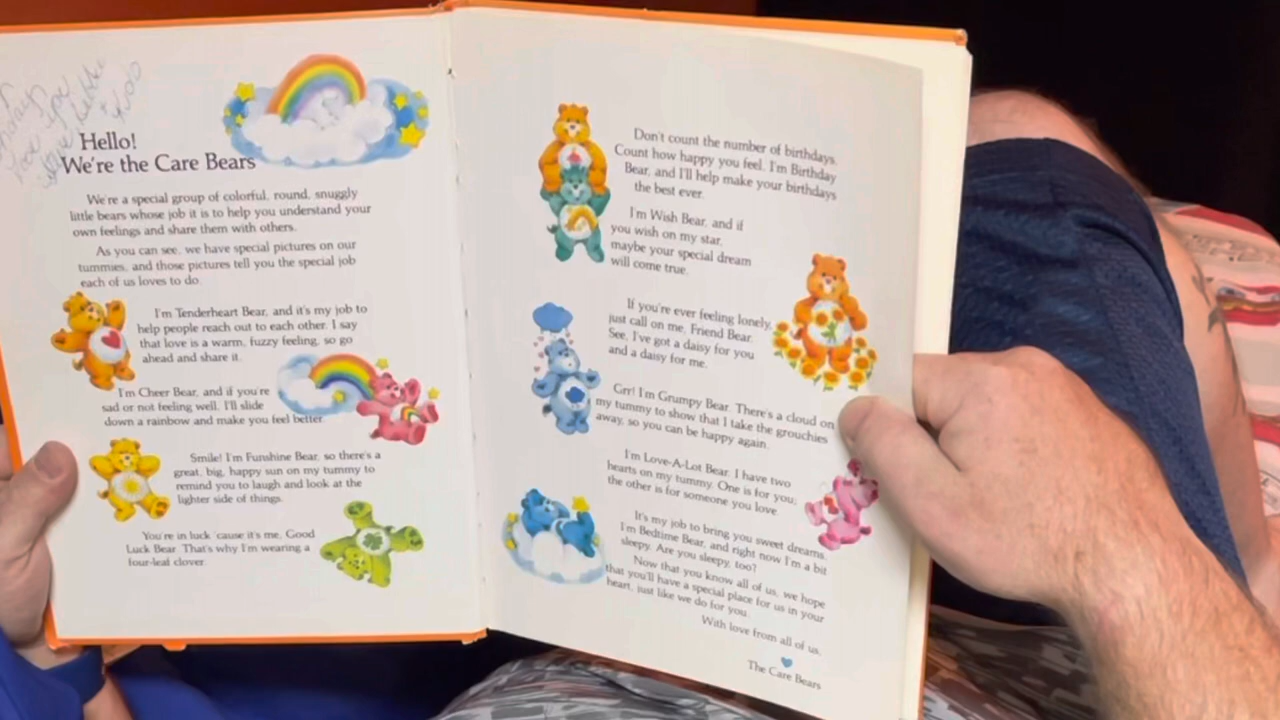 love you
Hello!
We're the Care Bears
We're a special group of colorful, round, snuggly
little bears whose job it is to help you understand your
own feelings and share them with others.
As you can see, we have special pictures on our
tummies, and those pictures tell you the special job
each of us loves to do.
I'm Tenderheart Bear, and it's my job to
help people reach out to each other. I say
that love is a warm, fuzzy feeling, so go
ahead and share it.
I'm Cheer Bear, and if you're
sad or not feeling well, I'll slide
down a rainbow and make you feel better.
Smile! I'm Funshine Bear, so there's a
great, big, happy sun on my tummy to
remind you to laugh and look at the
lighter side of things.
You're in luck 'cause it's me, Good
Luck Bear. That's why I'm wearing a
four-leaf clover.
Don't count the number of birthdays.
Count how happy you feel. I'm Birthday
Bear, and I'll help make your birthdays
the best ever.
I'm Wish Bear, and if
you wish on my star,
maybe your special dream
will come true.
If you're ever feeling lonely,
just call on me, Friend Bear.
See, I've got a daisy for you
and a daisy for me.
Grr! I'm Grumpy Bear. There's a cloud on
my tummy to show that I take the grouchies
away, so you can be happy again.
I'm Love-A-Lot Bear. I have two
hearts on my tummy. One is for you;
the other is for someone you love.
It's my job to bring you sweet dreams.
I'm Bedtime Bear, and right now I'm a bit
sleepy. Are you sleepy, too?
Now that you know all of us, we hope
that you'll have a special place for us in your
heart, just like we do for you.
With love from all of us,
The Care Bears